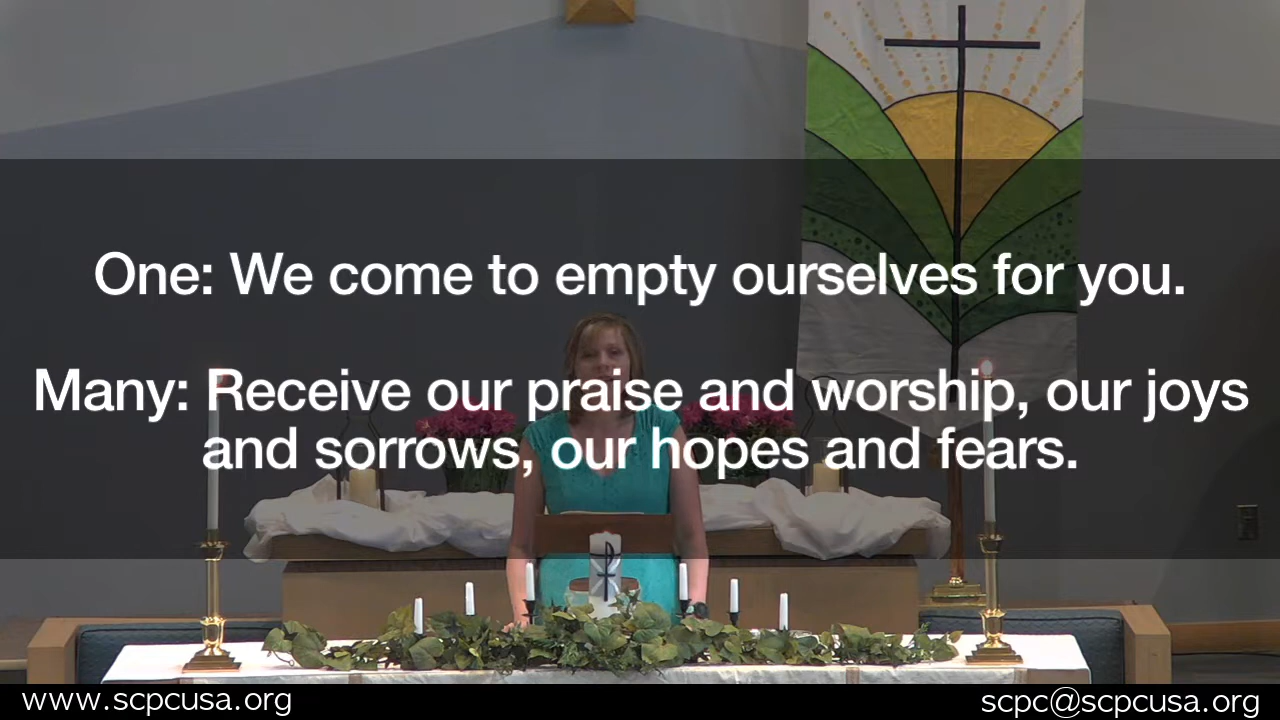 One: We come to empty ourselves for you.
Many: Receive our praise and worship, our joys
and sorrows, our hopes and fears.
www.scpcusa.org
scpc@scpcusa.org